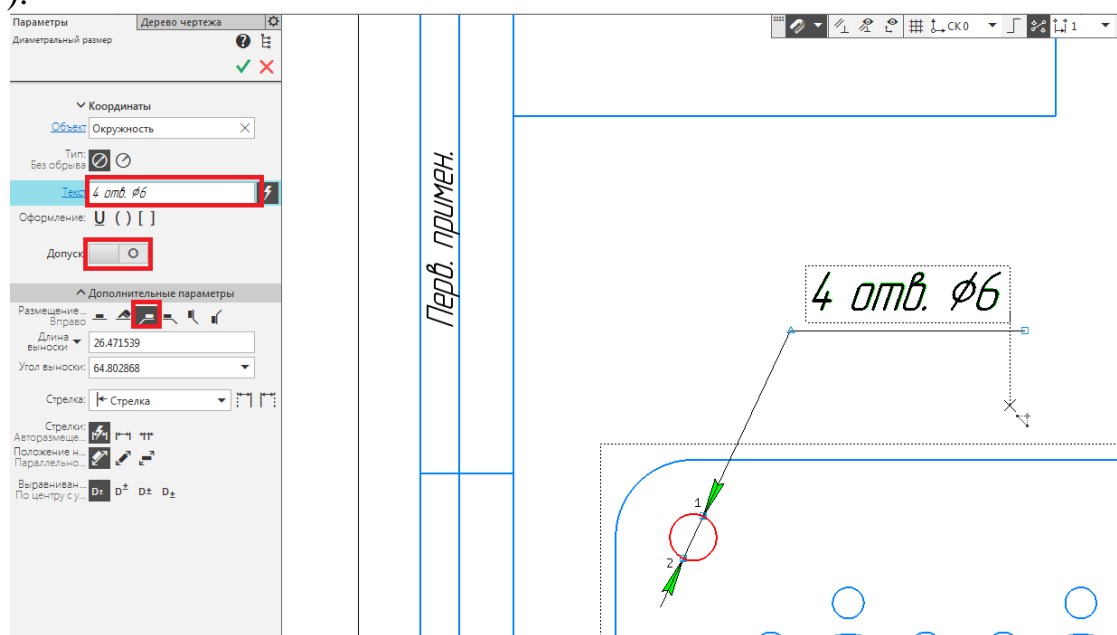 ).
Параметры
Дерево чертежа
Диаметральный размер
СК 0
1
Координаты
Объект Окружность
Тип:
Без обрыва
Текст 4 отв. ϕ6
Оформление: U ( ) [ ]
Допуск
Дополнительные параметры
Размещение...
Вправо
Длина выноски 26.471539
Угол выноски: 64.802868
Стрелка: Стрелка
Стрелки:
Авторазмеще...
Положение н...
Параллельно...
Выравниван...
По центру с у... D± D± D± D±
Перв. примен.
4 отв. ϕ6
1
2